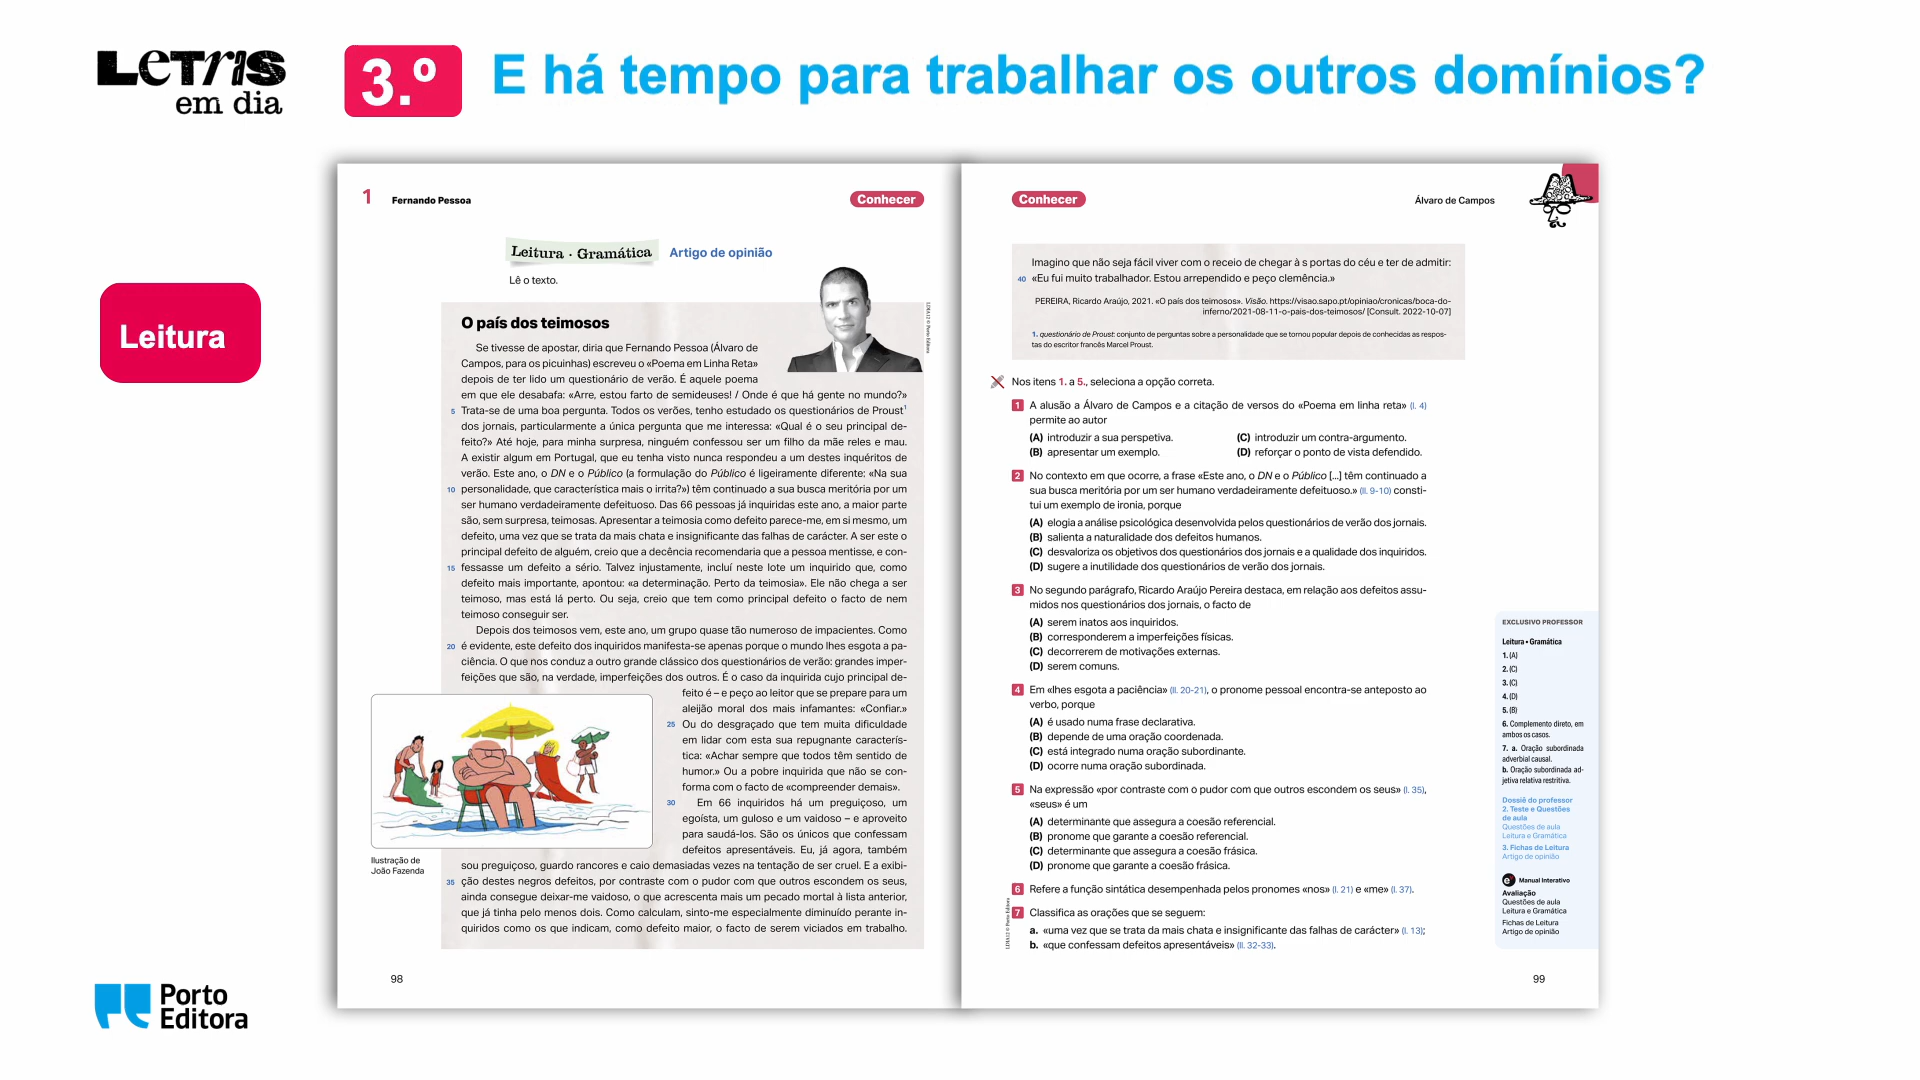 LETRAS
em dia
3.º
E há tempo para trabalhar os outros domínios?
Leitura
1
Fernando Pessoa
Conhecer
Leitura · Gramática
Artigo de opinião
Lê o texto.
O país dos teimosos
Se tivesse de apostar, diria que Fernando Pessoa (Álvaro de
Campos, para os picuinhas) escreveu o «Poema em Linha Reta»
depois de ter lido um questionário de verão. É aquele poema
em que ele desabafa: «Arre, estou farto de semideuses! / Onde é que há gente no mundo?»
5 Trata-se de uma boa pergunta. Todos os verões, tenho estudado os questionários de Proust¹
dos jornais, particularmente a única pergunta que me interessa: «Qual é o seu principal de-
feito?» Até hoje, para minha surpresa, ninguém confessou ser um filho da mãe reles e mau.
A existir algum em Portugal, que eu tenha visto nunca respondeu a um destes inquéritos de
verão. Este ano, o DN e o Público (a formulação do Público é ligeiramente diferente: «Na sua
10 personalidade, que característica mais o irrita?») têm continuado a sua busca meritória por um
ser humano verdadeiramente defeituoso. Das 66 pessoas já inquiridas este ano, a maior parte
são, sem surpresa, teimosas. Apresentar a teimosia como defeito parece-me, em si mesmo, um
defeito, uma vez que se trata da mais chata e insignificante das falhas de carácter. A ser este o
principal defeito de alguém, creio que a decência recomendaria que a pessoa mentisse, e con-
15 fessasse um defeito a sério. Talvez injustamente, incluí neste lote um inquirido que, como
defeito mais importante, apontou: «a determinação. Perto da teimosia». Ele não chega a ser
teimoso, mas está lá perto. Ou seja, creio que tem como principal defeito o facto de nem
teimoso conseguir ser.
Depois dos teimosos vem, este ano, um grupo quase tão numeroso de impacientes. Como
20 é evidente, este defeito dos inquiridos manifesta-se apenas porque o mundo lhes esgota a pa-
ciência. O que nos conduz a outro grande clássico dos questionários de verão: grandes imper-
feições que são, na verdade, imperfeições dos outros. É o caso da inquirida cujo principal de-
feito é – e peço ao leitor que se prepare para um
aleijão moral dos mais infamantes: «Confiar.»
25 Ou do desgraçado que tem muita dificuldade
em lidar com esta sua repugnante caracterís-
tica: «Achar sempre que todos têm sentido de
humor.» Ou a pobre inquirida que não se con-
forma com o facto de «compreender demais».
30 Em 66 inquiridos há um preguiçoso, um
egoísta, um guloso e um vaidoso – e aproveito
para saudá-los. São os únicos que confessam
defeitos apresentáveis. Eu, já agora, também
sou preguiçoso, guardo rancores e caio demasiadas vezes na tentação de ser cruel. E a exibi-
35 ção destes negros defeitos, por contraste com o pudor com que outros escondem os seus,
ainda consegue deixar-me vaidoso, o que acrescenta mais um pecado mortal à lista anterior,
que já tinha pelo menos dois. Como calculam, sinto-me especialmente diminuído perante in-
quiridos como os que indicam, como defeito maior, o facto de serem viciados em trabalho.
Ilustração de
João Fazenda
LDIA12 © Porto Editora
98
Conhecer
Álvaro de Campos
Imagino que não seja fácil viver com o receio de chegar à s portas do céu e ter de admitir:
40 «Eu fui muito trabalhador. Estou arrependido e peço clemência.»
PEREIRA, Ricardo Araújo, 2021. «O país dos teimosos». Visão. https://visao.sapo.pt/opiniao/cronicas/boca-do-
inferno/2021-08-11-o-pais-dos-teimosos/ [Consult. 2022-10-07]
1. questionário de Proust: conjunto de perguntas sobre a personalidade que se tornou popular depois de conhecidas as respos-
tas do escritor francês Marcel Proust.
Nos itens 1. a 5., seleciona a opção correta.
1 A alusão a Álvaro de Campos e a citação de versos do «Poema em linha reta» (l. 4)
permite ao autor
(A) introduzir a sua perspetiva.
(B) apresentar um exemplo.
(C) introduzir um contra-argumento.
(D) reforçar o ponto de vista defendido.
2 No contexto em que ocorre, a frase «Este ano, o DN e o Público [...] têm continuado a
sua busca meritória por um ser humano verdadeiramente defeituoso.» (ll. 9-10) consti-
tui um exemplo de ironia, porque
(A) elogia a análise psicológica desenvolvida pelos questionários de verão dos jornais.
(B) salienta a naturalidade dos defeitos humanos.
(C) desvaloriza os objetivos dos questionários dos jornais e a qualidade dos inquiridos.
(D) sugere a inutilidade dos questionários de verão dos jornais.
3 No segundo parágrafo, Ricardo Araújo Pereira destaca, em relação aos defeitos assu-
midos nos questionários dos jornais, o facto de
(A) serem inatos aos inquiridos.
(B) corresponderem a imperfeições físicas.
(C) decorrerem de motivações externas.
(D) serem comuns.
4 Em «lhes esgota a paciência» (ll. 20-21), o pronome pessoal encontra-se anteposto ao
verbo, porque
(A) é usado numa frase declarativa.
(B) depende de uma oração coordenada.
(C) está integrado numa oração subordinante.
(D) ocorre numa oração subordinada.
5 Na expressão «por contraste com o pudor com que outros escondem os seus» (l. 35),
«seus» é um
(A) determinante que assegura a coesão referencial.
(B) pronome que garante a coesão referencial.
(C) determinante que assegura a coesão frásica.
(D) pronome que garante a coesão frásica.
6 Refere a função sintática desempenhada pelos pronomes «nos» (l. 21) e «me» (l. 37).
7 Classifica as orações que se seguem:
a. «uma vez que se trata da mais chata e insignificante das falhas de carácter» (l. 13);
b. «que confessam defeitos apresentáveis» (ll. 32-33).
LDIA12 © Porto Editora
EXCLUSIVO PROFESSOR
Leitura • Gramática
1. (A)
2. (C)
3. (C)
4. (D)
5. (B)
6. Complemento direto, em
ambos os casos.
7. a. Oração subordinada
adverbial causal.
b. Oração subordinada ad-
jetiva relativa restritiva.
Dossiê do professor
2. Teste e Questões
de aula
Questões de aula
Leitura e Gramática
3. Fichas de Leitura
Artigo de opinião
e Manual Interativo
Avaliação
Questões de aula
Leitura e Gramática
Fichas de Leitura
Artigo de opinião
99
Porto
Editora